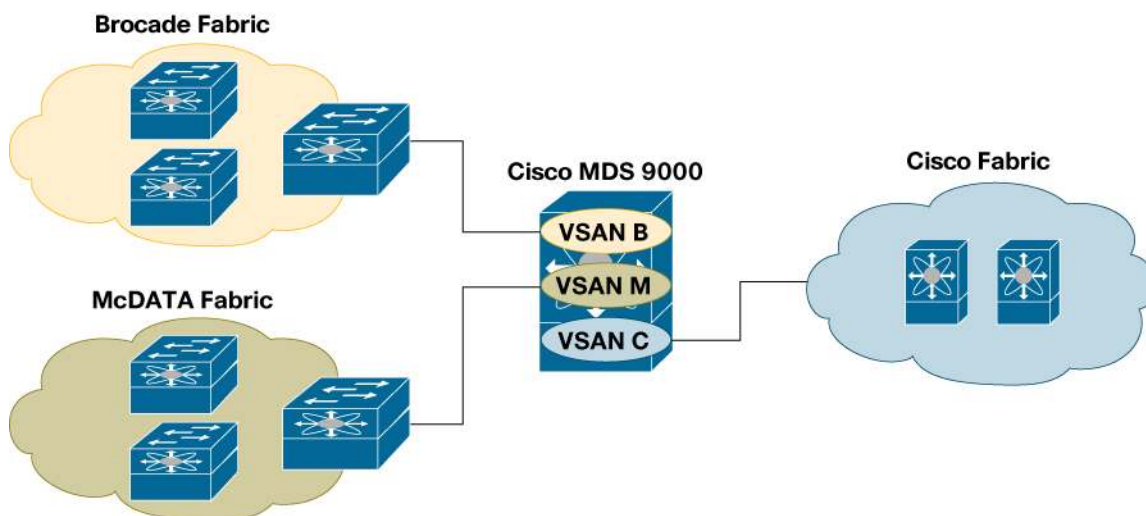 Brocade Fabric
Cisco MDS 9000
Cisco Fabric
VSAN B
VSAN M
McDATA Fabric
VSAN C